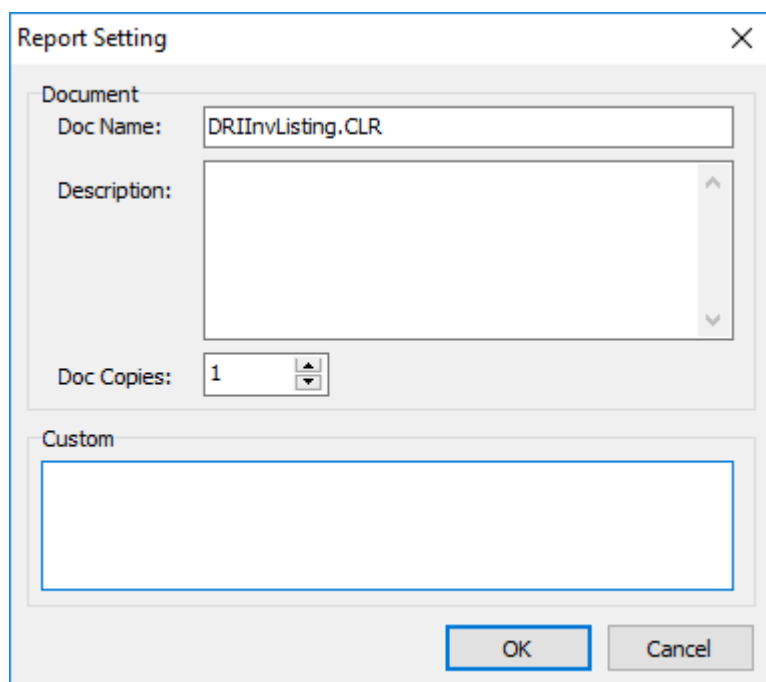 Report Setting
Document
Doc Name: DRIInvListing.CLR
Description:
Doc Copies: 1
Custom
OK Cancel